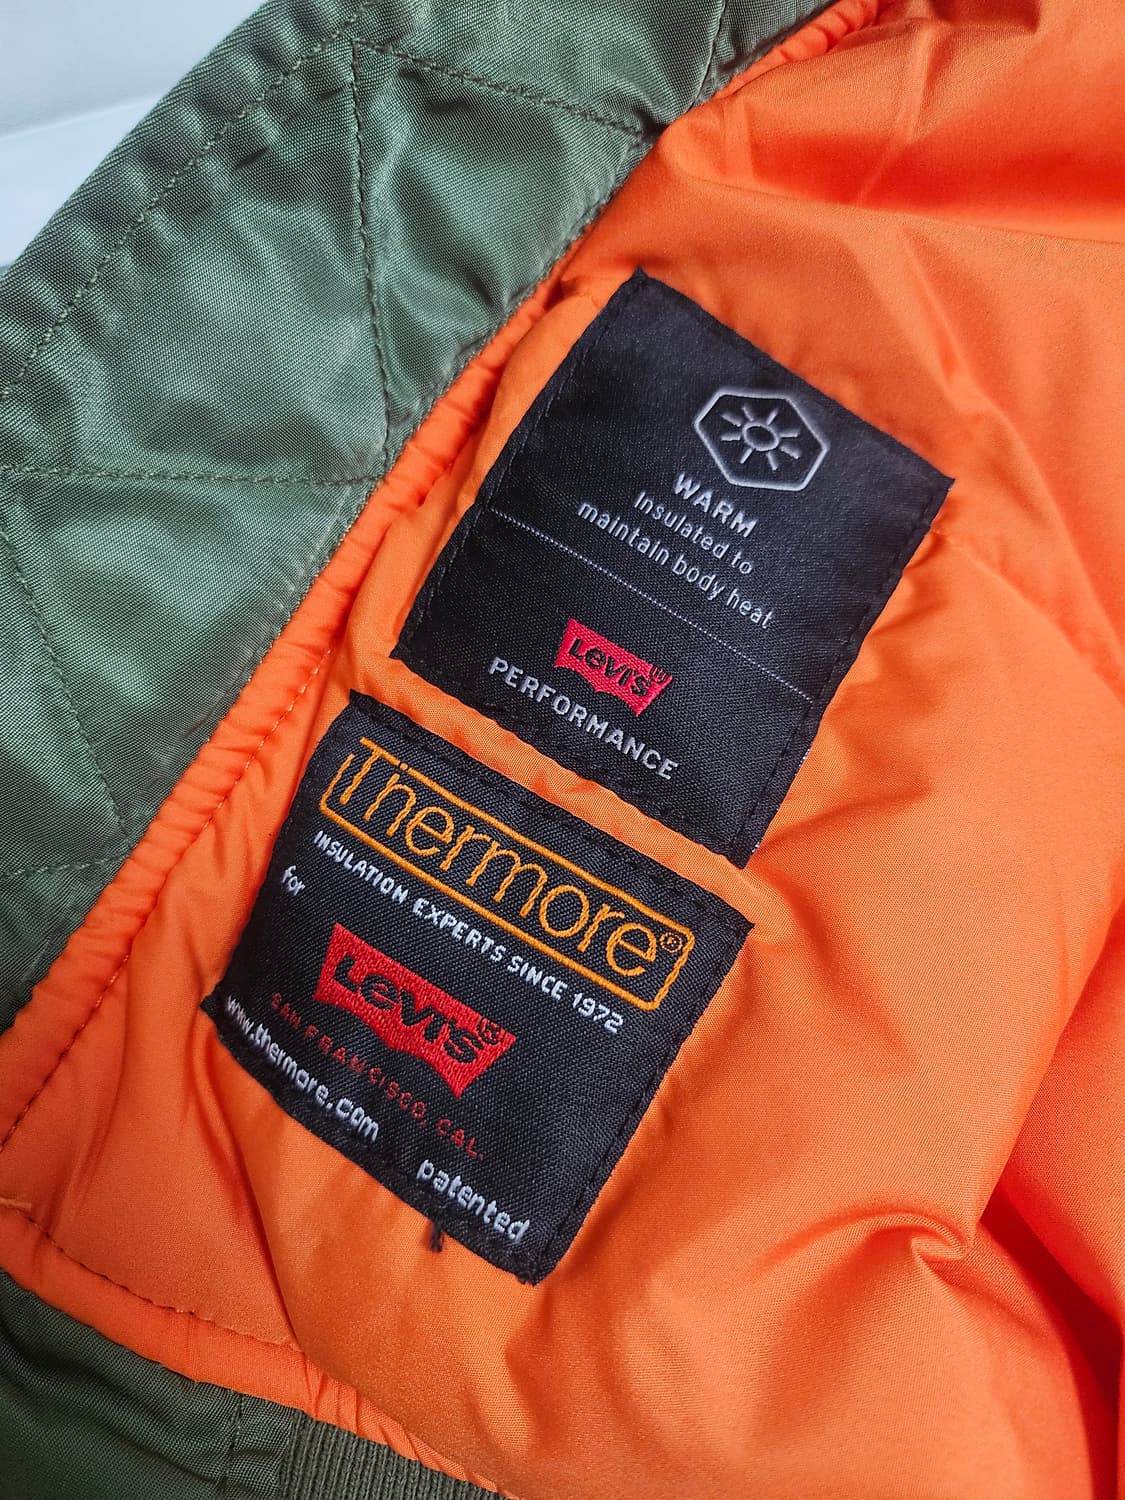 WARM
Insulated to
maintain body heat
Levi's
PERFORMANCE
Thermore®
INSULATION EXPERTS SINCE 1972
for
Levi's®
SAN FRANCISCO, CAL.
www.thermore.com
patented